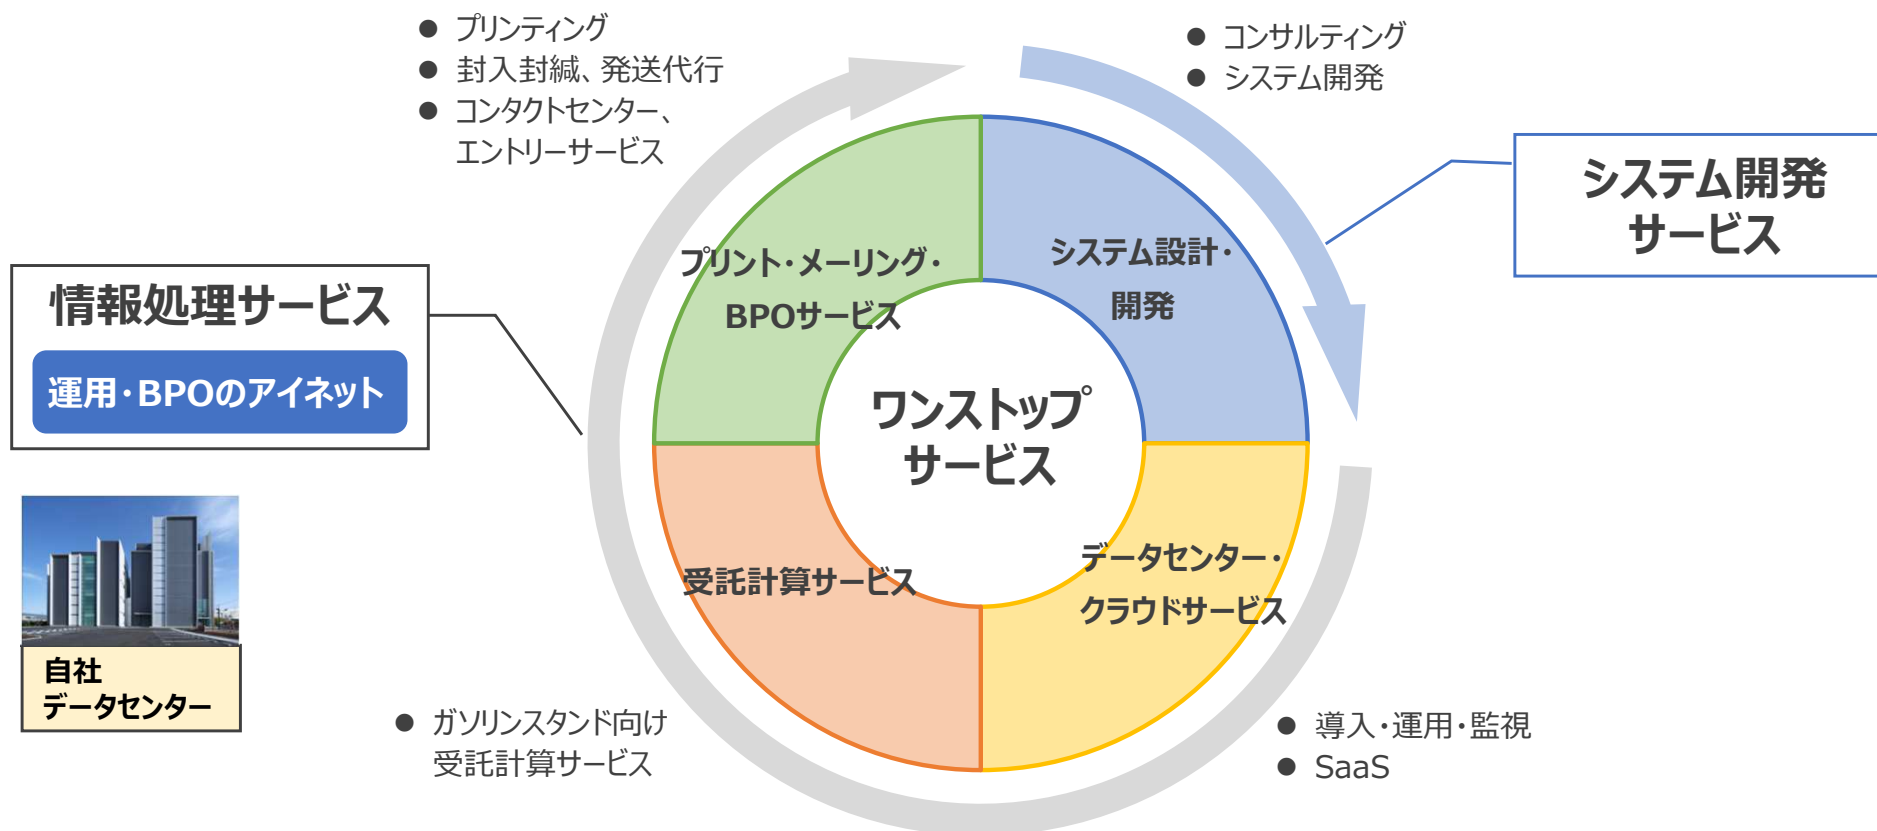 ● プリンティング
● 封入封緘、発送代行
● コンタクトセンター、
エントリーサービス
● コンサルティング
● システム開発
システム開発
サービス
プリント・メーリング・
BPOサービス
システム設計・
開発
情報処理サービス
運用・BPOのアイネット
ワンストップ
サービス
受託計算サービス
データセンター・
クラウドサービス
自社
データセンター
● ガソリンスタンド向け
受託計算サービス
● 導入・運用・監視
● SaaS